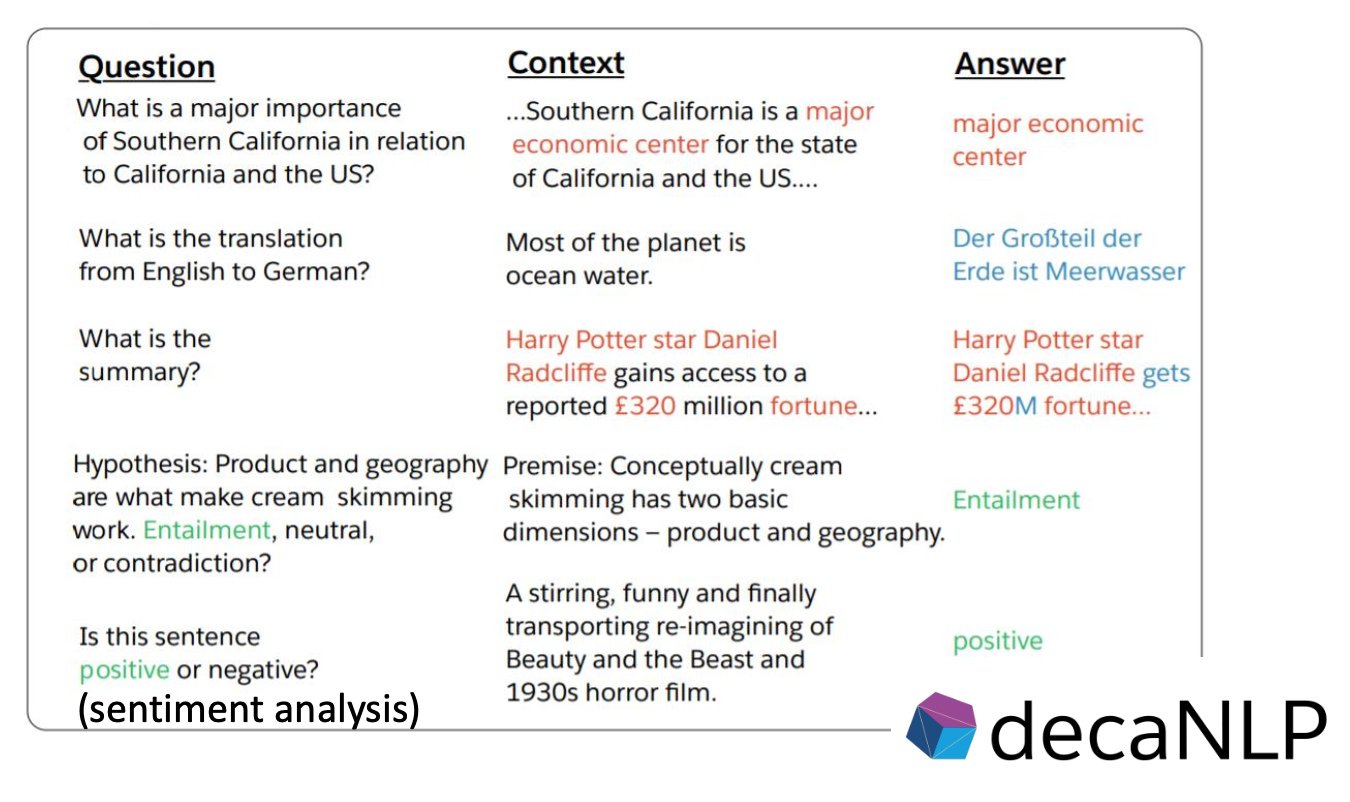 Question
Context
Answer
What is a major importance
of Southern California in relation
to California and the US?
...Southern California is a major
economic center for the state
of California and the US....
major economic
center
What is the translation
from English to German?
Most of the planet is
ocean water.
Der Großteil der
Erde ist Meerwasser
What is the
summary?
Harry Potter star Daniel
Radcliffe gains access to a
reported £320 million fortune...
Harry Potter star
Daniel Radcliffe gets
£320M fortune...
Hypothesis: Product and geography
are what make cream skimming
work. Entailment, neutral,
or contradiction?
Premise: Conceptually cream
skimming has two basic
dimensions – product and geography.
Entailment
Is this sentence
positive or negative?
(sentiment analysis)
A stirring, funny and finally
transporting re-imagining of
Beauty and the Beast and
1930s horror film.
positive
decaNLP